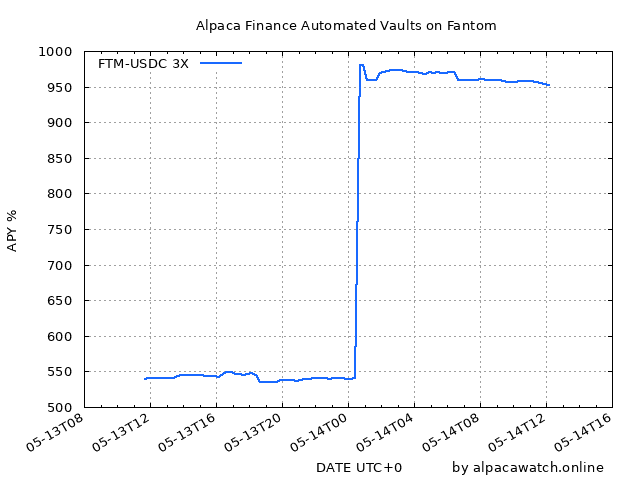 Alpaca Finance Automated Vaults on Fantom
FTM-USDC 3X
APY %
1000
950
900
850
800
750
700
650
600
550
500
05-13T08
05-13T12
05-13T16
05-13T20
05-14T00
05-14T04
05-14T08
05-14T12
05-14T16
DATE UTC+0
by alpacawatch.online